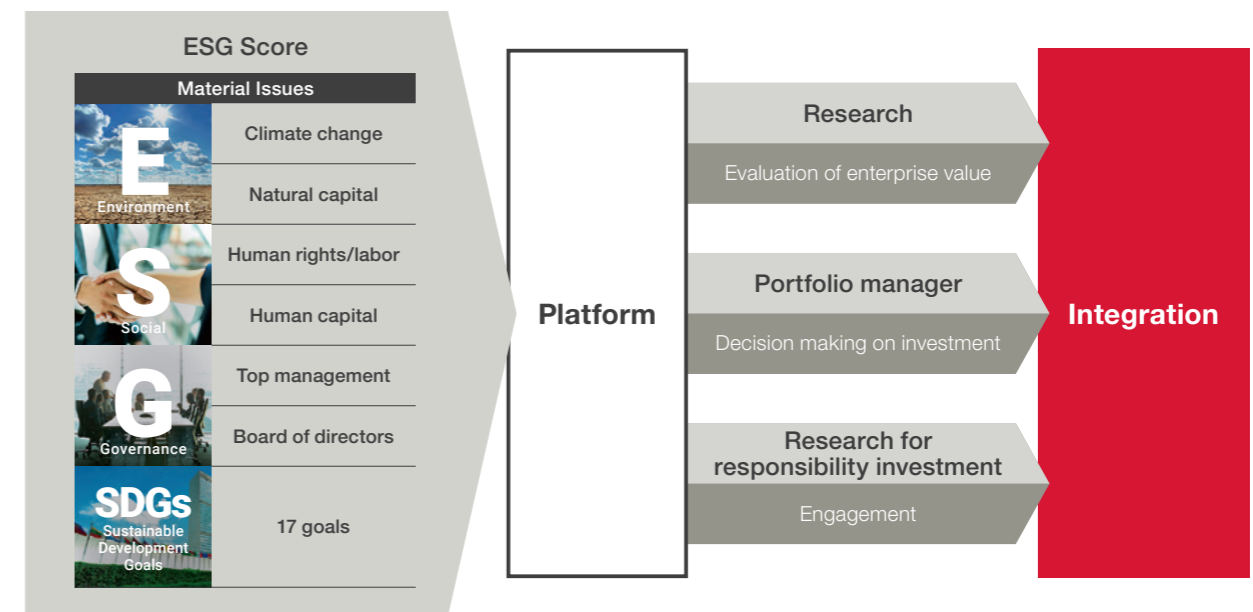 ESG Score
Material Issues
E
Environment
Climate change
Natural capital
S
Social
Human rights/labor
Human capital
G
Governance
Top management
Board of directors
SDGs
Sustainable
Development
Goals
17 goals
Platform
Research
Evaluation of enterprise value
Portfolio manager
Decision making on investment
Research for
responsibility investment
Engagement
Integration